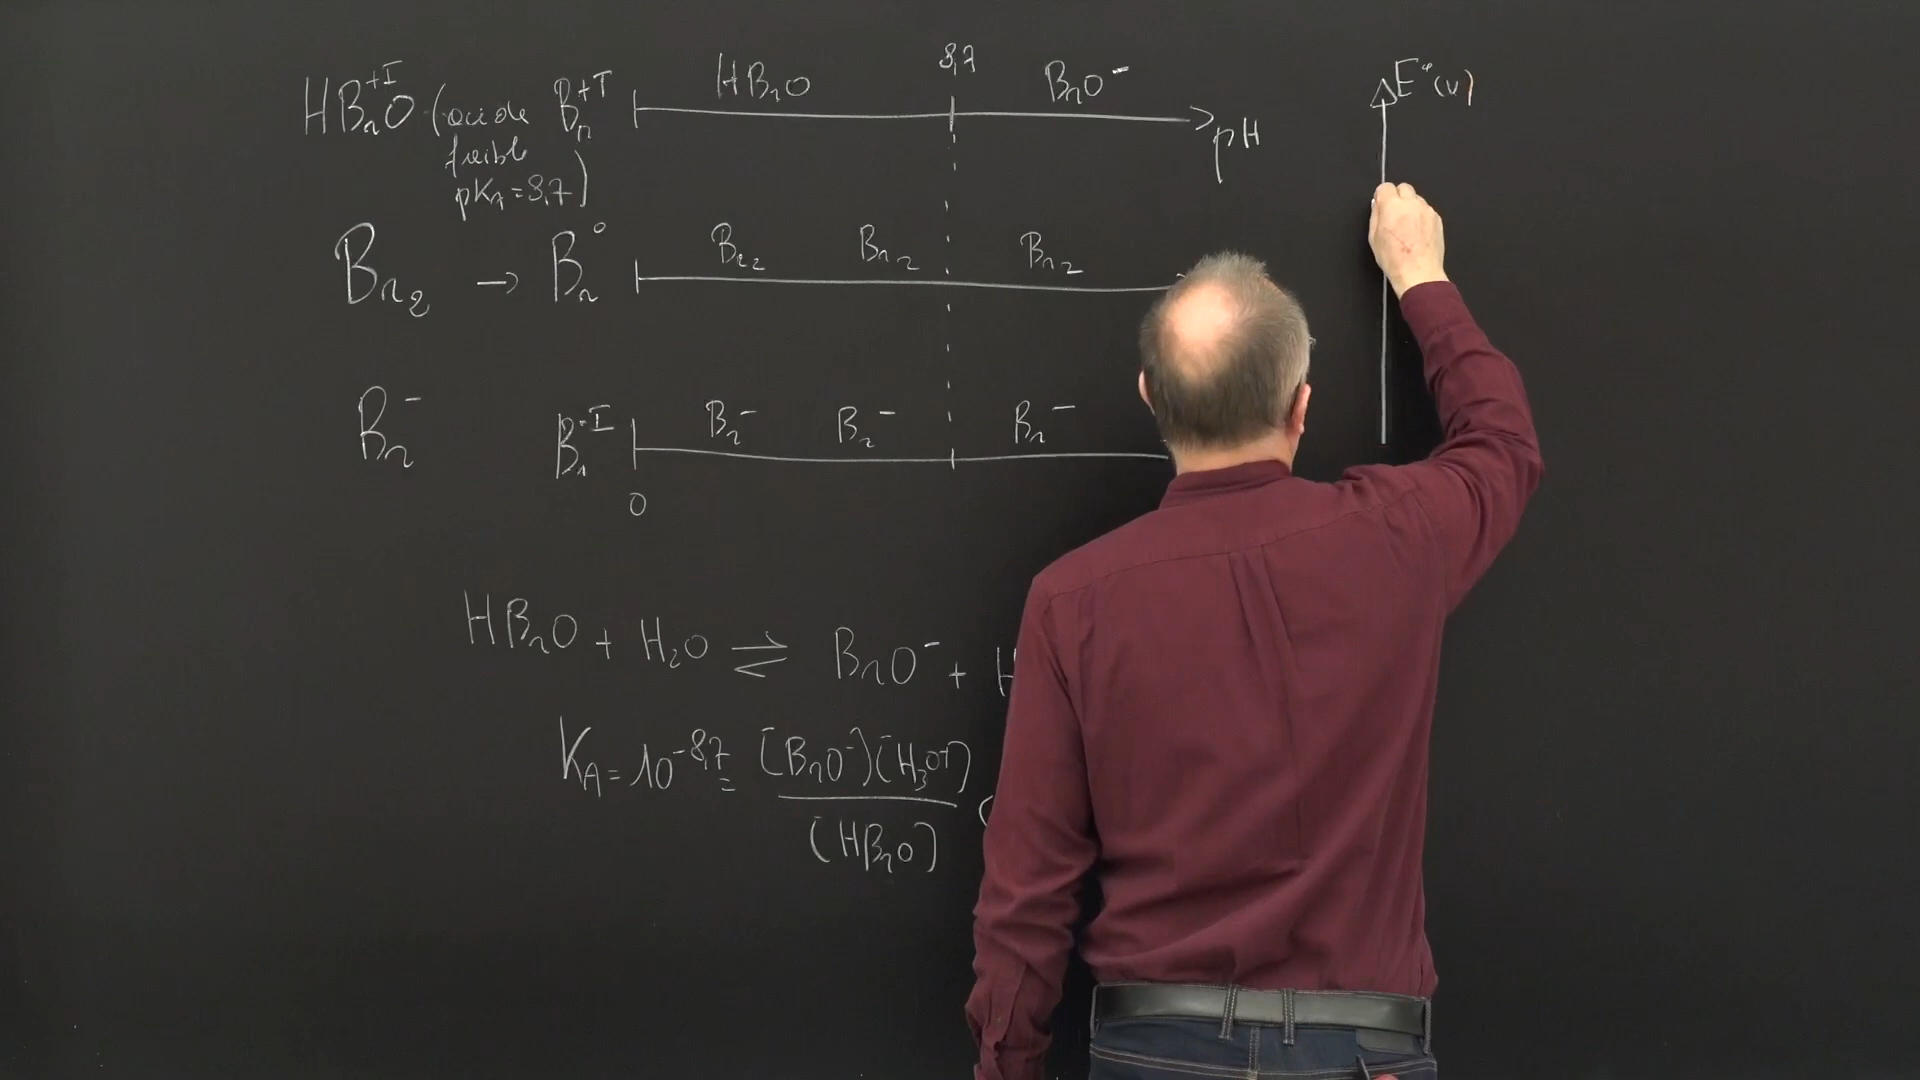 HBrO^{+I} (acide Br^{+I} HBrO 8,7 BrO⁻ pH
faible
pKA = 8,7)
E°(V)
Br₂ → Br° Br₂ Br₂ Br₂
Br⁻ Br^{-I} Br⁻ Br⁻ Br⁻
0
HBrO + H₂O ⇌ BrO⁻ + H
KA = 10^{-8,7} = (BrO⁻)(H₃O⁺)
(HBrO)